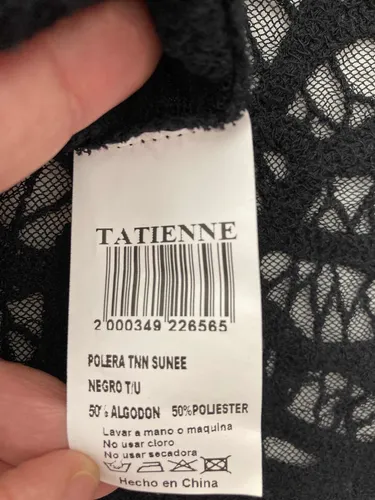 TATIENNE
2 000349 226565
POLERA TNN SUNEE
NEGRO T/U
50% ALGODON 50% POLIESTER
Lavar a mano o maquina
No usar cloro
No usar secadora
Hecho en China